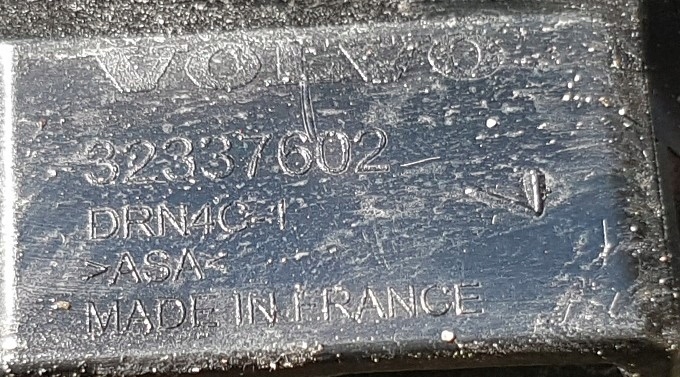 VOLVO
32337602
DRN4C-1
>ASA<
MADE IN FRANCE